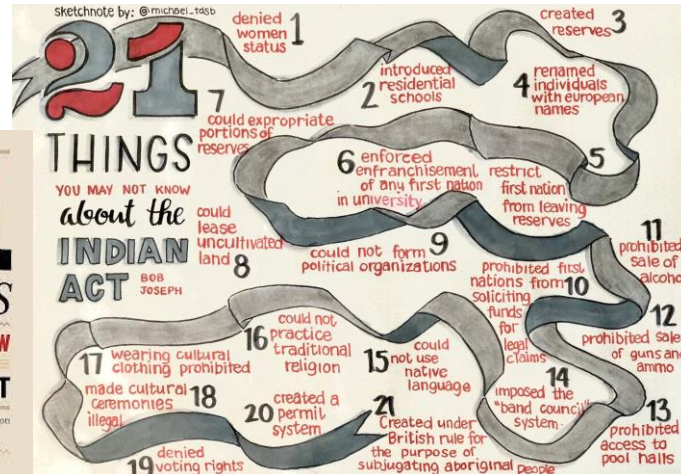 sketchnote by: @michael_tdsb
21
THINGS
YOU MAY NOT KNOW
about the
INDIAN
ACT BOB
JOSEPH
denied
women
status 1
2 introduced
residential
schools
created
reserves 3
4 renamed
individuals
with european
names
5
restrict
first nation
from leaving
reserves
6 enforced
enfranchisement
of any first nation
in university
7
could expropriate
portions of
reserves
could
lease
uncultivated
land 8
9
could not form
political organizations
prohibited first
nations from 10
soliciting
funds
for
legal
claims
11
prohibited
sale of
alcoho
12
prohibited sale
of guns and
ammo
13
prohibited
access to
pool halls
14
imposed the
"band council"
system
15 could
not use
native
language
16 could not
practice
traditional
religion
17 wearing cultural
clothing prohibited
made cultural 18
ceremonies
illegal
19 denied
voting rights
20 created a
permit
system
21
Created under
British rule for
the purpose of
subjugating aboriginal people
S
W
T
on